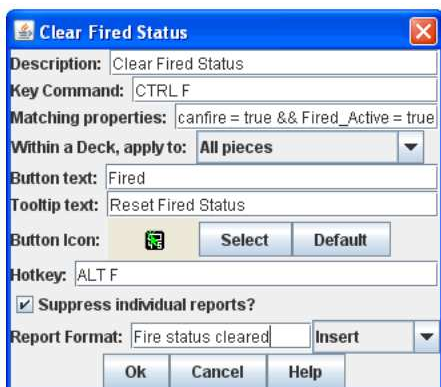 Clear Fired Status
Description: Clear Fired Status
Key Command: CTRL F
Matching properties: canfire = true && Fired_Active = true
Within a Deck, apply to: All pieces
Button text: Fired
Tooltip text: Reset Fired Status
Button Icon: Select Default
Hotkey: ALT F
Suppress individual reports?
Report Format: Fire status cleared Insert
Ok Cancel Help